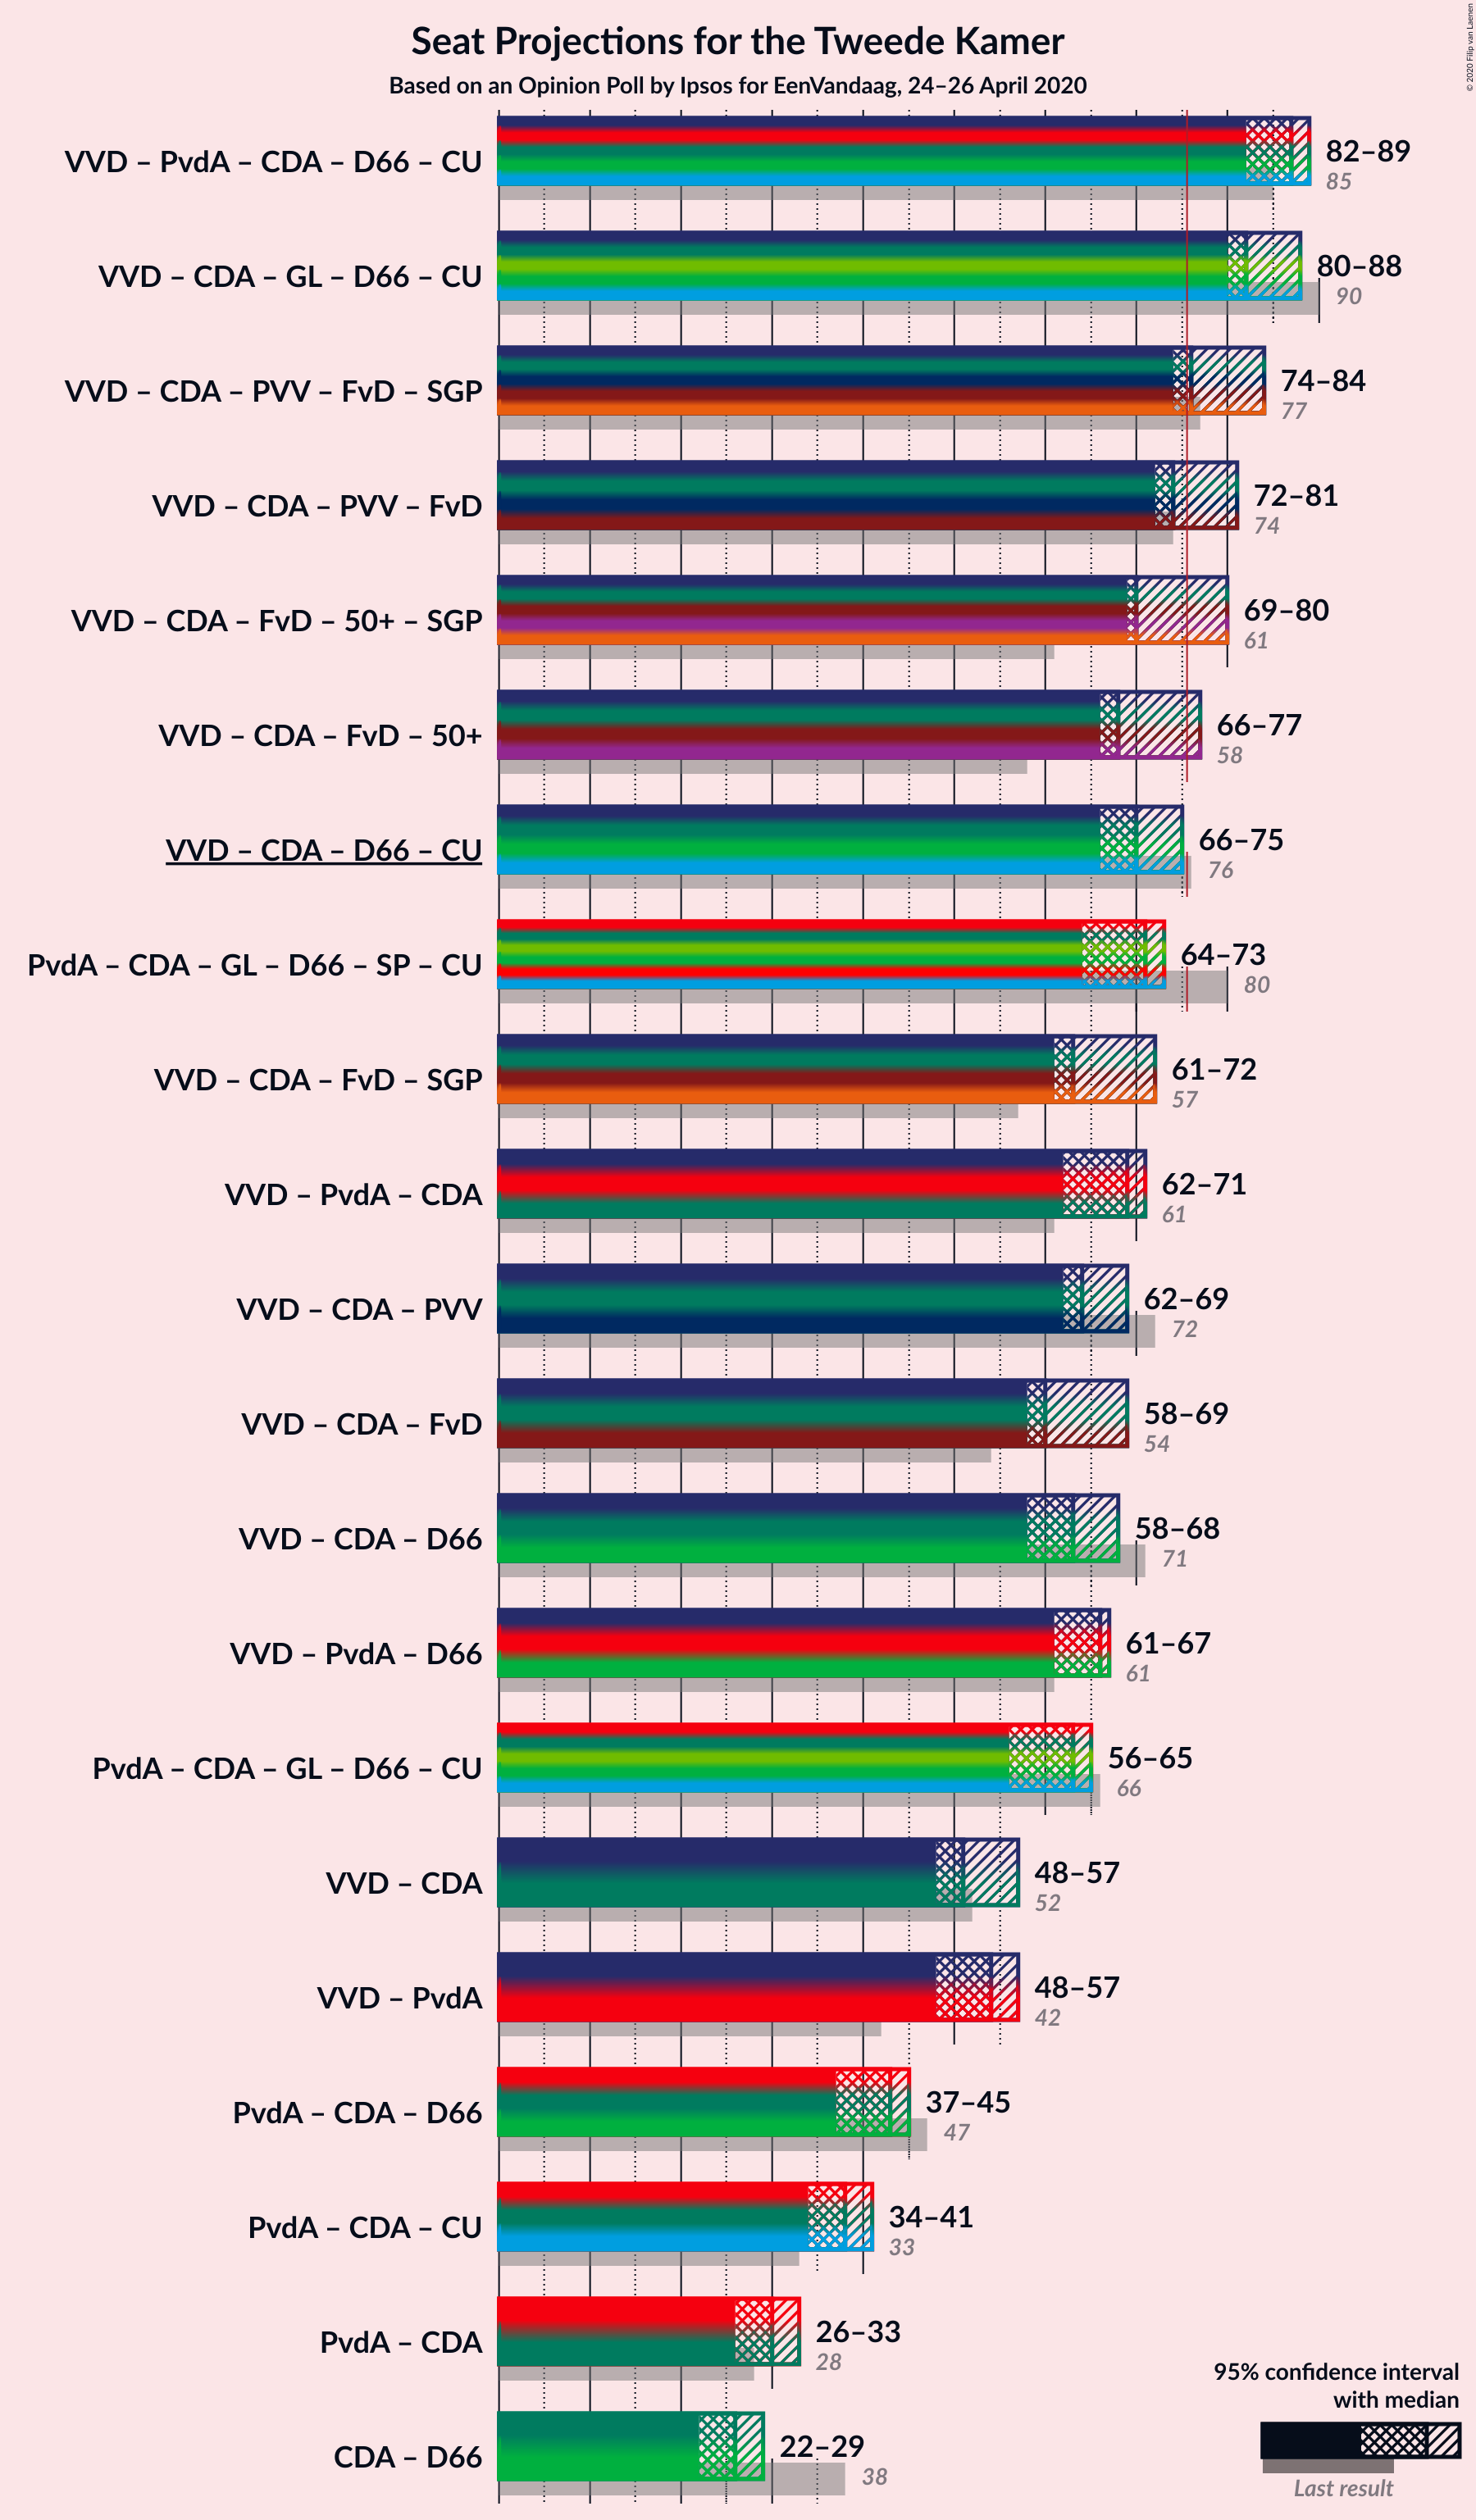 © 2020 Filip van Laenen
Seat Projections for the Tweede Kamer
Based on an Opinion Poll by Ipsos for EenVandaag, 24–26 April 2020
VVD – PvdA – CDA – D66 – CU
82–89
85
VVD – CDA – GL – D66 – CU
80–88
90
VVD – CDA – PVV – FvD – SGP
74–84
77
VVD – CDA – PVV – FvD
72–81
74
VVD – CDA – FvD – 50+ – SGP
69–80
61
VVD – CDA – FvD – 50+
66–77
58
VVD – CDA – D66 – CU
66–75
76
PvdA – CDA – GL – D66 – SP – CU
64–73
80
VVD – CDA – FvD – SGP
61–72
57
VVD – PvdA – CDA
62–71
61
VVD – CDA – PVV
62–69
72
VVD – CDA – FvD
58–69
54
VVD – CDA – D66
58–68
71
VVD – PvdA – D66
61–67
61
PvdA – CDA – GL – D66 – CU
56–65
66
VVD – CDA
48–57
52
VVD – PvdA
48–57
42
PvdA – CDA – D66
37–45
47
PvdA – CDA – CU
34–41
33
PvdA – CDA
26–33
28
CDA – D66
22–29
38
95% confidence interval
with median
Last result